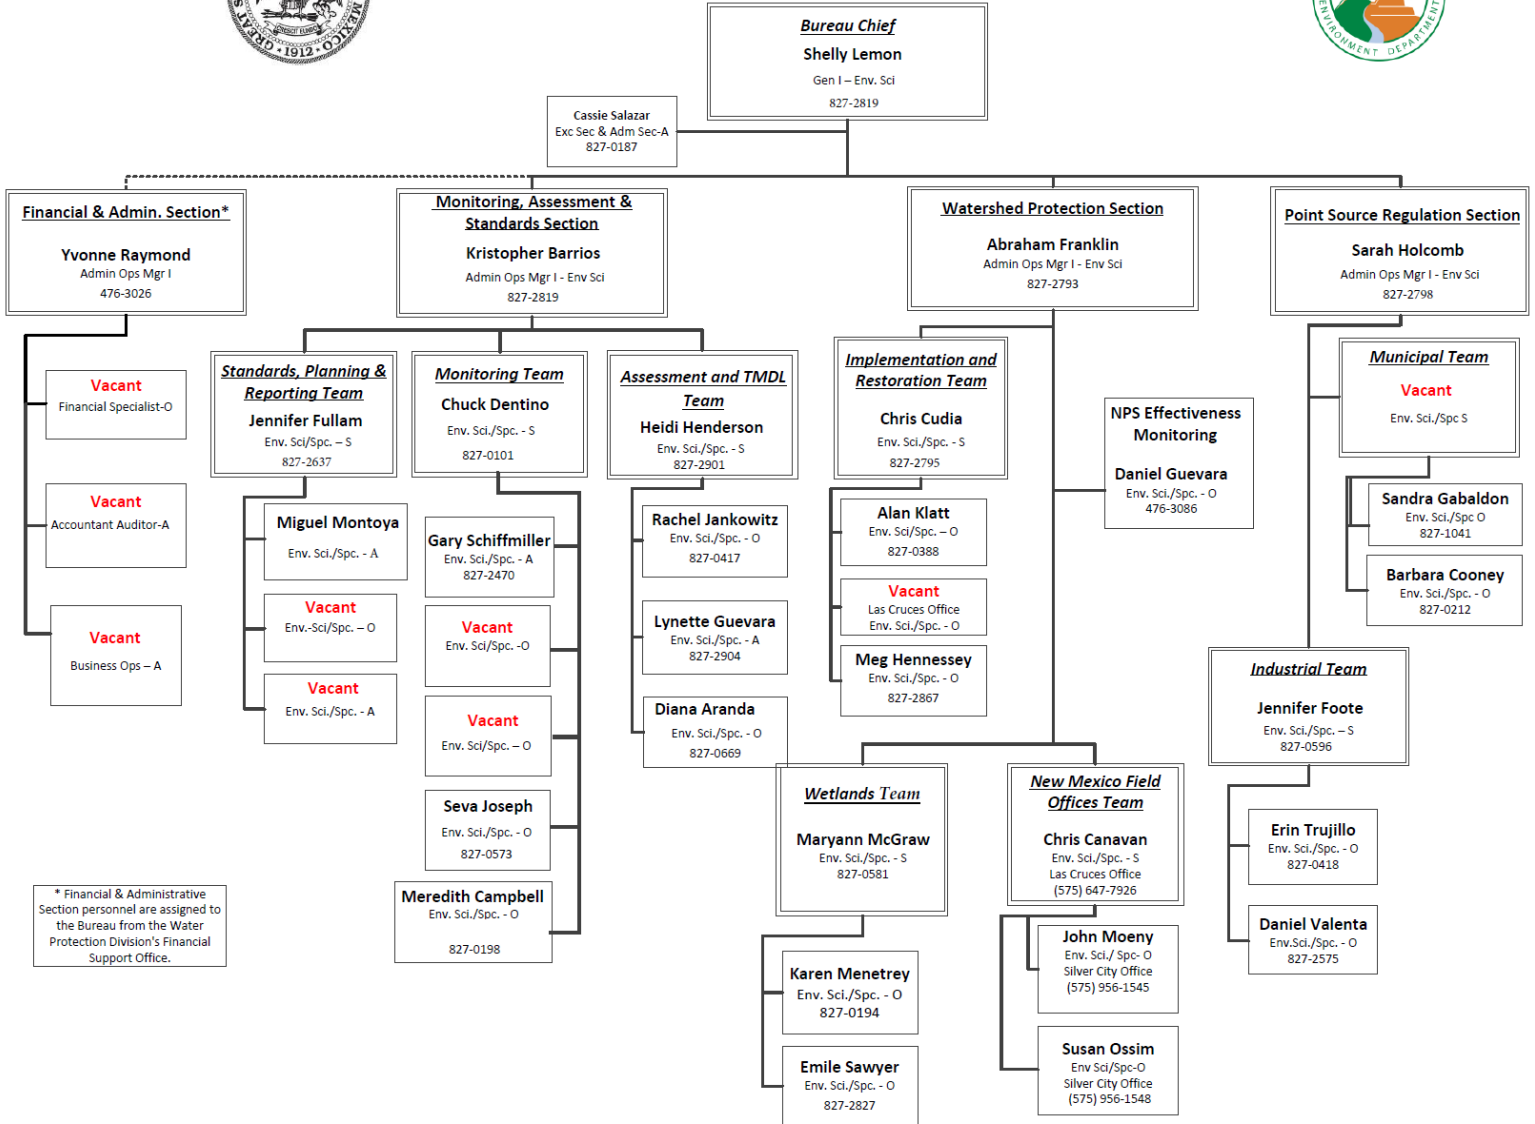 GREAT S
MEXICO
CRESCIT EUNDO
• 1912 •
ENVIRONMENT DEPARTMENT
Bureau Chief
Shelly Lemon
Gen I – Env. Sci
827-2819
Cassie Salazar
Exc Sec & Adm Sec-A
827-0187
Financial & Admin. Section*
Yvonne Raymond
Admin Ops Mgr I
476-3026
Vacant
Financial Specialist-O
Vacant
Accountant Auditor-A
Vacant
Business Ops – A
* Financial & Administrative
Section personnel are assigned to
the Bureau from the Water
Protection Division's Financial
Support Office.
Monitoring, Assessment &
Standards Section
Kristopher Barrios
Admin Ops Mgr I - Env Sci
827-2819
Standards, Planning &
Reporting Team
Jennifer Fullam
Env. Sci/Spc. – S
827-2637
Miguel Montoya
Env. Sci./Spc. - A
Vacant
Env.-Sci/Spc. – O
Vacant
Env. Sci./Spc. - A
Monitoring Team
Chuck Dentino
Env. Sci./Spc. - S
827-0101
Gary Schiffmiller
Env. Sci./Spc. - A
827-2470
Vacant
Env. Sci/Spc. -O
Vacant
Env. Sci/Spc. – O
Seva Joseph
Env. Sci./Spc. - O
827-0573
Meredith Campbell
Env. Sci./Spc. - O
827-0198
Assessment and TMDL
Team
Heidi Henderson
Env. Sci./Spc. - S
827-2901
Rachel Jankowitz
Env. Sci./Spc. - O
827-0417
Lynette Guevara
Env. Sci./Spc. - A
827-2904
Diana Aranda
Env. Sci./Spc. - O
827-0669
Watershed Protection Section
Abraham Franklin
Admin Ops Mgr I - Env Sci
827-2793
Implementation and
Restoration Team
Chris Cudia
Env. Sci./Spc. - S
827-2795
Alan Klatt
Env. Sci/Spc. – O
827-0388
Vacant
Las Cruces Office
Env. Sci./Spc. - O
Meg Hennessey
Env. Sci./Spc. - O
827-2867
NPS Effectiveness
Monitoring
Daniel Guevara
Env. Sci./Spc. - O
476-3086
Wetlands Team
Maryann McGraw
Env. Sci./Spc. - S
827-0581
Karen Menetrey
Env. Sci./Spc. - O
827-0194
Emile Sawyer
Env. Sci./Spc. - O
827-2827
New Mexico Field
Offices Team
Chris Canavan
Env. Sci./Spc. - S
Las Cruces Office
(575) 647-7926
John Moeny
Env. Sci./ Spc- O
Silver City Office
(575) 956-1545
Susan Ossim
Env Sci/Spc-O
Silver City Office
(575) 956-1548
Point Source Regulation Section
Sarah Holcomb
Admin Ops Mgr I - Env Sci
827-2798
Municipal Team
Vacant
Env. Sci./Spc S
Sandra Gabaldon
Env. Sci./Spc O
827-1041
Barbara Cooney
Env. Sci./Spc. - O
827-0212
Industrial Team
Jennifer Foote
Env. Sci./Spc. – S
827-0596
Erin Trujillo
Env. Sci./Spc. - O
827-0418
Daniel Valenta
Env.Sci./Spc. - O
827-2575